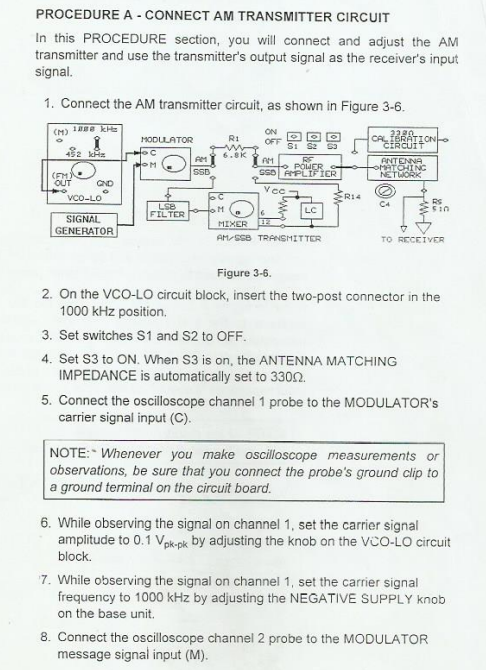 PROCEDURE A - CONNECT AM TRANSMITTER CIRCUIT
In this PROCEDURE section, you will connect and adjust the AM
transmitter and use the transmitter's output signal as the receiver's input
signal.
1. Connect the AM transmitter circuit, as shown in Figure 3-6.
(M) 1000 kHz
452 kHz
(FM)
OUT GND
VCO-LO
SIGNAL
GENERATOR
MODULATOR
C
M
LSB
FILTER
R1
6.8K
AM
SSB
AM
SSB
ON
OFF
S1 S2 S3
RF
POWER
AMPLIFIER
VCC
C
M
6
12
MIXER
LC
R14
AM/SSB TRANSMITTER
330Ω
CALIBRATION
CIRCUIT
ANTENNA
MATCHING
NETWORK
C4
R5
51Ω
TO RECEIVER
Figure 3-6.
2. On the VCO-LO circuit block, insert the two-post connector in the
1000 kHz position.
3. Set switches S1 and S2 to OFF.
4. Set S3 to ON. When S3 is on, the ANTENNA MATCHING
IMPEDANCE is automatically set to 330Ω.
5. Connect the oscilloscope channel 1 probe to the MODULATOR's
carrier signal input (C).
NOTE: Whenever you make oscilloscope measurements or
observations, be sure that you connect the probe's ground clip to
a ground terminal on the circuit board.
6. While observing the signal on channel 1, set the carrier signal
amplitude to 0.1 Vpk-pk by adjusting the knob on the VCO-LO circuit
block.
7. While observing the signal on channel 1, set the carrier signal
frequency to 1000 kHz by adjusting the NEGATIVE SUPPLY knob
on the base unit.
8. Connect the oscilloscope channel 2 probe to the MODULATOR
message signal input (M).